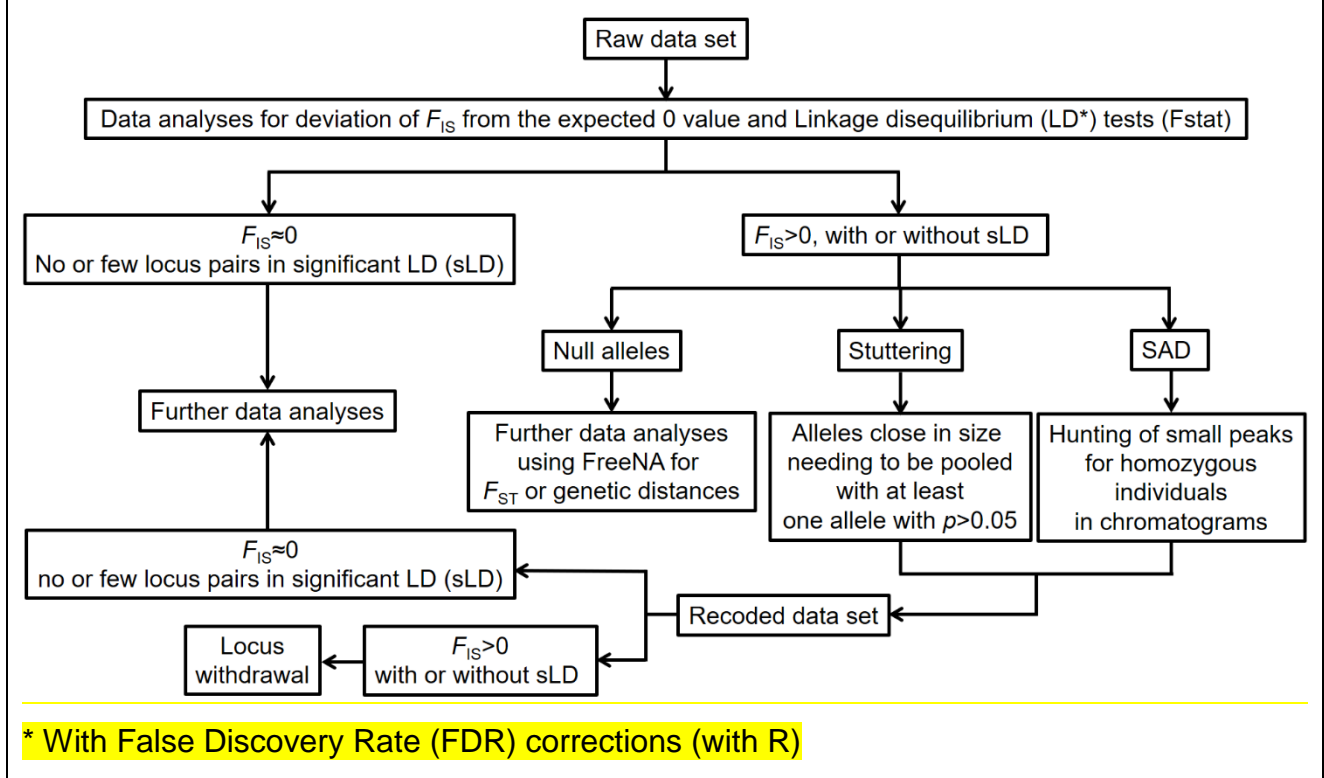 Raw data set
Data analyses for deviation of FIS from the expected 0 value and Linkage disequilibrium (LD*) tests (Fstat)
FIS≈0
No or few locus pairs in significant LD (sLD)
FIS>0, with or without sLD
Null alleles
Stuttering
SAD
Further data analyses
Further data analyses
using FreeNA for
FST or genetic distances
Alleles close in size
needing to be pooled
with at least
one allele with p>0.05
Hunting of small peaks
for homozygous
individuals
in chromatograms
FIS≈0
no or few locus pairs in significant LD (sLD)
Recoded data set
Locus
withdrawal
FIS>0
with or without sLD
* With False Discovery Rate (FDR) corrections (with R)